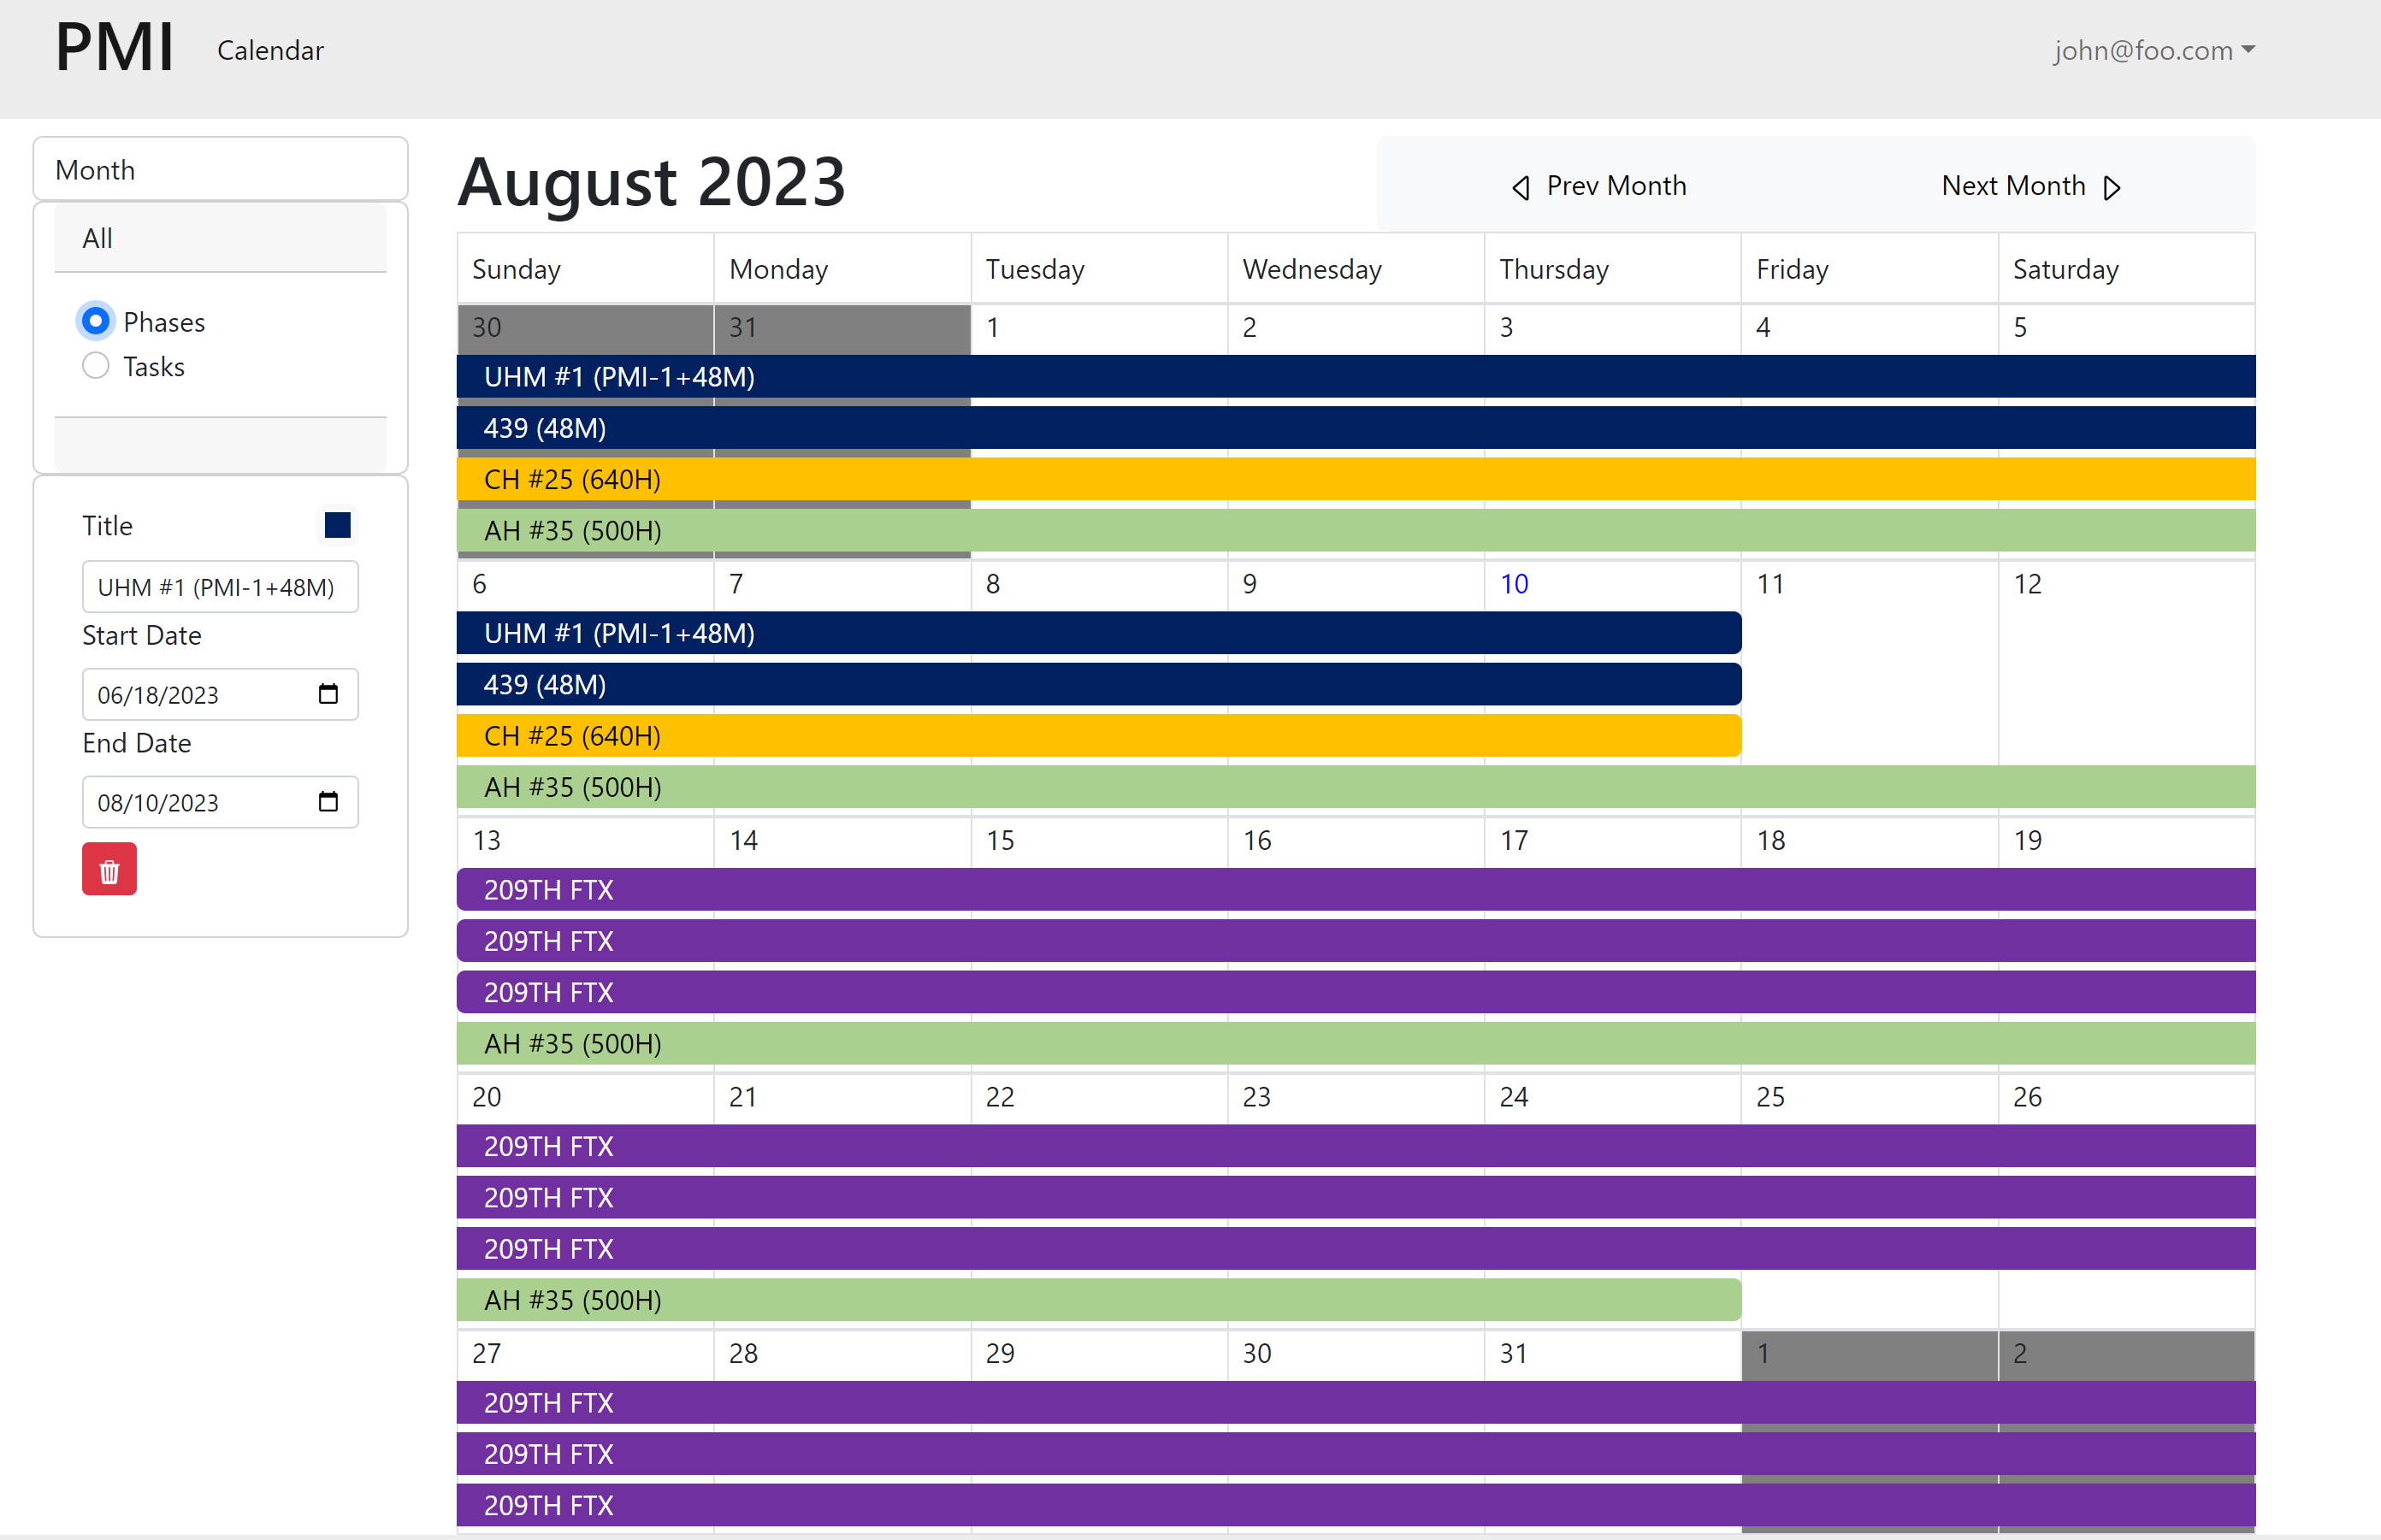 PMI Calendar john@foo.com
Month
All
Phases
Tasks
Title
UHM #1 (PMI-1+48M)
Start Date
06/18/2023
End Date
08/10/2023
August 2023
Prev Month Next Month
Sunday Monday Tuesday Wednesday Thursday Friday Saturday
30 31 1 2 3 4 5
UHM #1 (PMI-1+48M)
439 (48M)
CH #25 (640H)
AH #35 (500H)
6 7 8 9 10 11 12
UHM #1 (PMI-1+48M)
439 (48M)
CH #25 (640H)
AH #35 (500H)
13 14 15 16 17 18 19
209TH FTX
209TH FTX
209TH FTX
AH #35 (500H)
20 21 22 23 24 25 26
209TH FTX
209TH FTX
209TH FTX
AH #35 (500H)
27 28 29 30 31 1 2
209TH FTX
209TH FTX
209TH FTX